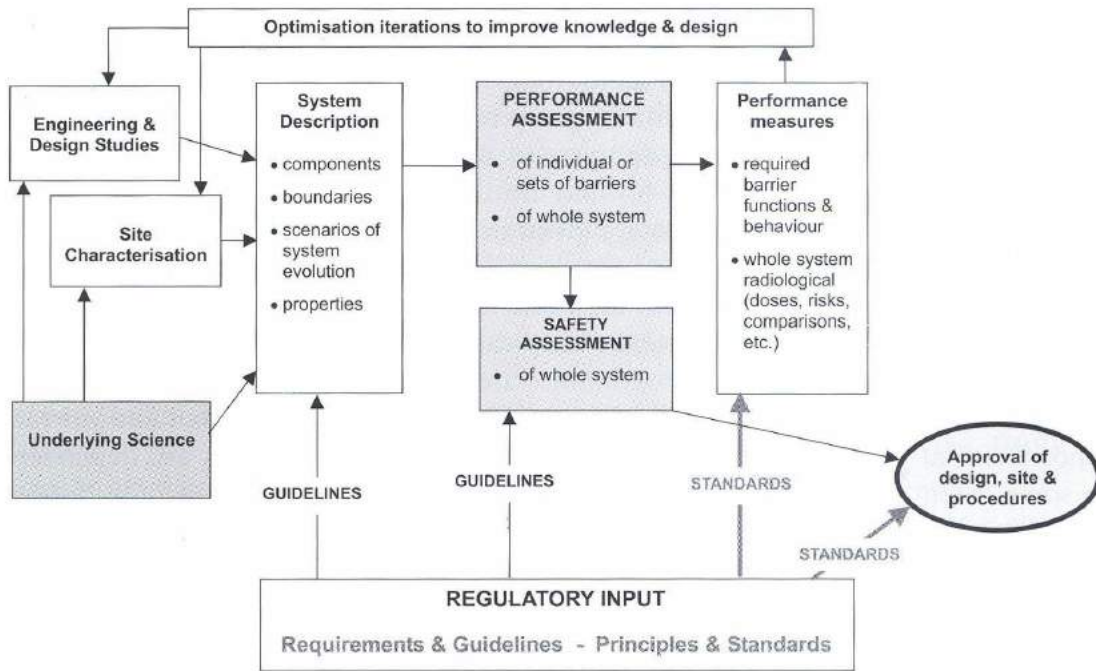 Optimisation iterations to improve knowledge & design
Engineering &
Design Studies
Site
Characterisation
Underlying Science
System
Description
• components
• boundaries
• scenarios of
system
evolution
• properties
PERFORMANCE
ASSESSMENT
• of individual or
sets of barriers
• of whole system
SAFETY
ASSESSMENT
• of whole system
Performance
measures
• required
barrier
functions &
behaviour
• whole system
radiological
(doses, risks,
comparisons,
etc.)
Approval of
design, site &
procedures
GUIDELINES
GUIDELINES
STANDARDS
STANDARDS
REGULATORY INPUT
Requirements & Guidelines - Principles & Standards